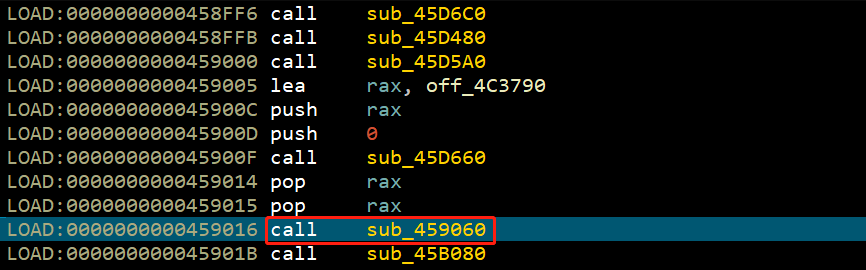 LOAD:0000000000458FF6 call sub_45D6C0
LOAD:0000000000458FFB call sub_45D480
LOAD:0000000000459000 call sub_45D5A0
LOAD:0000000000459005 lea rax, off_4C3790
LOAD:000000000045900C push rax
LOAD:000000000045900D push 0
LOAD:000000000045900F call sub_45D660
LOAD:0000000000459014 pop rax
LOAD:0000000000459015 pop rax
LOAD:0000000000459016 call sub_459060
LOAD:000000000045901B call sub_45B080